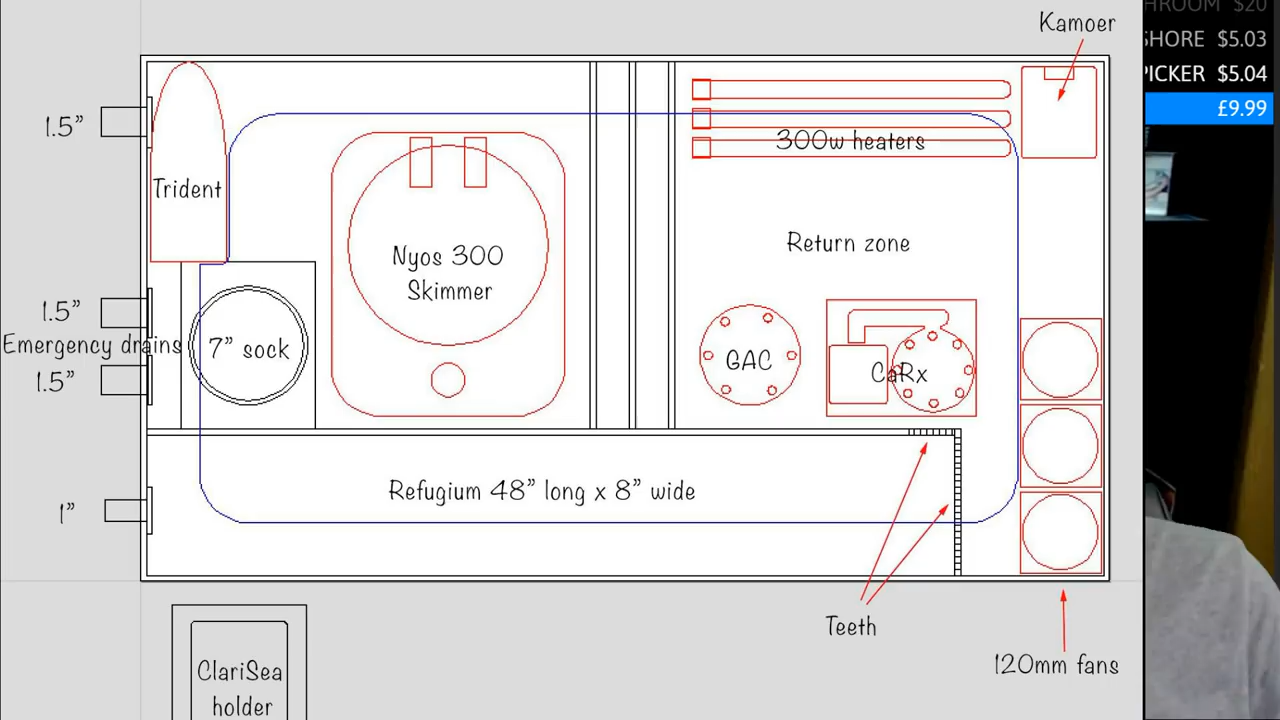 Kamoer
HROOM $20
SHORE $5.03
PICKER $5.04
£9.99
1.5”
300w heaters
Trident
Return zone
Nyos 300
Skimmer
1.5”
Emergency drains
7” sock
GAC
CaRx
1.5”
Refugium 48” long x 8” wide
1”
Teeth
120mm fans
ClariSea
holder